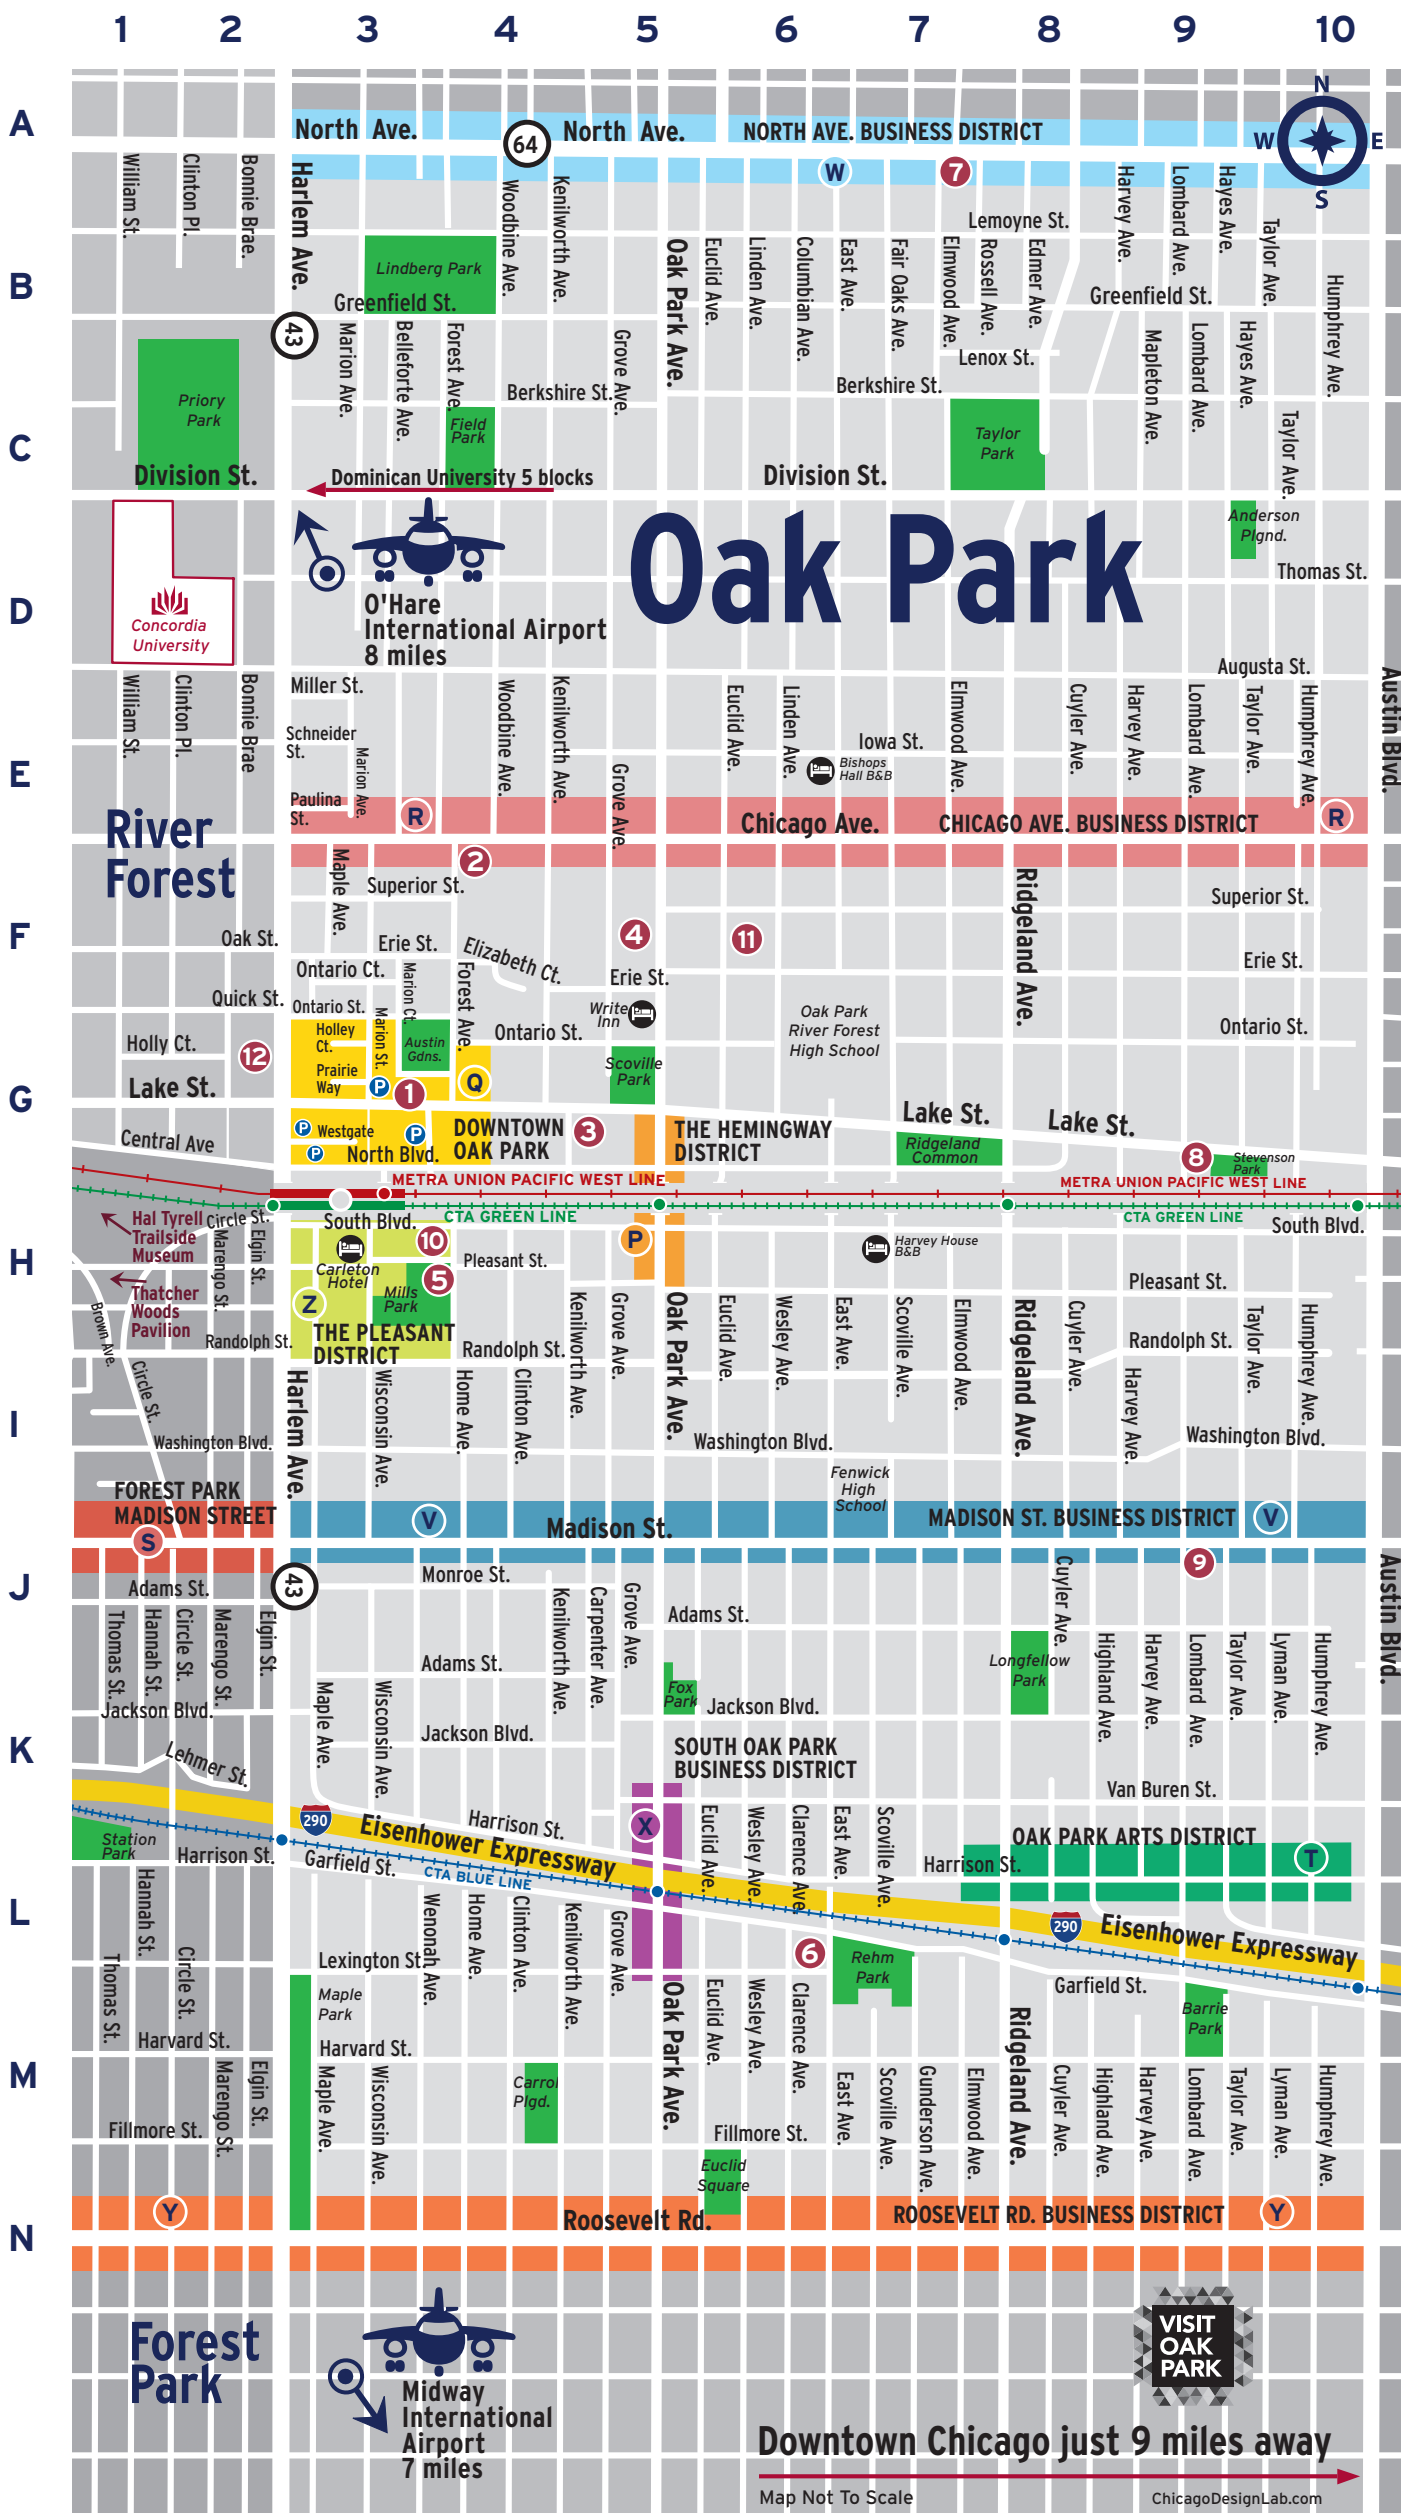 1 2 3 4 5 6 7 8 9 10
A
North Ave.
64
North Ave.
NORTH AVE. BUSINESS DISTRICT
N
W
E
S
W
7
William St.
Clinton Pl.
Bonnie Brae.
Harlem Ave.
Woodbine Ave.
Kenilworth Ave.
Lemoyne St.
Harvey Ave.
Lombard Ave.
Hayes Ave.
Taylor Ave.
B
Lindberg Park
Greenfield St.
Oak Park Ave.
Euclid Ave.
Linden Ave.
Columbian Ave.
East Ave.
Fair Oaks Ave.
Elmwood Ave.
Rossell Ave.
Edmer Ave.
Greenfield St.
Humphrey Ave.
43
Marion Ave.
Belleforte Ave.
Forest Ave.
Grove Ave.
Lenox St.
Mapleton Ave.
Lombard Ave.
Hayes Ave.
Priory
Park
Berkshire St.
Berkshire St.
C
Field
Park
Taylor
Park
Taylor Ave.
Division St.
Dominican University 5 blocks
Division St.
Anderson
Plgnd.
Oak Park
Thomas St.
D
Concordia
University
O'Hare
International Airport
8 miles
Augusta St.
Austin Blvd.
William St.
Clinton Pl.
Bonnie Brae
Miller St.
Schneider
St.
Marion Ave.
Woodbine Ave.
Kenilworth Ave.
Euclid Ave.
Linden Ave.
Elmwood Ave.
Cuyler Ave.
Harvey Ave.
Lombard Ave.
Taylor Ave.
Humphrey Ave.
Iowa St.
E
Bishops
Hall B&B
Grove Ave.
Paulina
St.
R
Chicago Ave.
CHICAGO AVE. BUSINESS DISTRICT
R
River
Forest
Maple Ave.
2
Superior St.
Ridgeland Ave.
Superior St.
F
Oak St.
Erie St.
Elizabeth Ct.
4
11
Erie St.
Erie St.
Ontario Ct.
Marion Ct.
Forest Ave.
Quick St.
Ontario St.
Marion St.
Write
Inn
Oak Park
River Forest
High School
Ontario St.
Ontario St.
Holly Ct.
12
Holley
Ct.
Austin
Gdns.
Scoville
Park
Prairie
Way
P
1
Q
G
Lake St.
Lake St.
Lake St.
P
Westgate
P
P
North Blvd.
DOWNTOWN
OAK PARK
3
THE HEMINGWAY
DISTRICT
Ridgeland
Common
8
Stevenson
Park
Central Ave
METRA UNION PACIFIC WEST LINE
METRA UNION PACIFIC WEST LINE
CTA GREEN LINE
CTA GREEN LINE
Hal Tyrell
Trailside
Museum
Circle St.
Marengo St.
Elgin St.
South Blvd.
South Blvd.
H
Carleton
Hotel
10
Pleasant St.
P
Harvey House
B&B
Pleasant St.
5
Mills
Park
Z
Thatcher
Woods
Pavilion
Brown Ave.
Randolph St.
THE PLEASANT
DISTRICT
Randolph St.
Kenilworth Ave.
Grove Ave.
Oak Park Ave.
Euclid Ave.
Wesley Ave.
East Ave.
Scoville Ave.
Elmwood Ave.
Ridgeland Ave.
Cuyler Ave.
Randolph St.
Taylor Ave.
Humphrey Ave.
Circle St.
Harlem Ave.
Wisconsin Ave.
Home Ave.
Clinton Ave.
Harvey Ave.
I
Washington Blvd.
Washington Blvd.
Washington Blvd.
Fenwick
High
School
FOREST PARK
MADISON STREET
S
V
Madison St.
MADISON ST. BUSINESS DISTRICT
V
9
J
Adams St.
43
Monroe St.
Cuyler Ave.
Austin Blvd.
Thomas St.
Hannah St.
Circle St.
Marengo St.
Elgin St.
Kenilworth Ave.
Carpenter Ave.
Grove Ave.
Adams St.
Adams St.
Longfellow
Park
Highland Ave.
Harvey Ave.
Lombard Ave.
Taylor Ave.
Lyman Ave.
Humphrey Ave.
Jackson Blvd.
Maple Ave.
Wisconsin Ave.
Fox
Park
Jackson Blvd.
Jackson Blvd.
K
Lehmer St.
SOUTH OAK PARK
BUSINESS DISTRICT
Van Buren St.
290
Eisenhower Expressway
Harrison St.
X
Euclid Ave.
Wesley Ave.
Clarence Ave.
East Ave.
Scoville Ave.
OAK PARK ARTS DISTRICT
T
Station
Park
Harrison St.
Garfield St.
CTA BLUE LINE
Harrison St.
L
Hannah St.
Wenonah Ave.
Home Ave.
Clinton Ave.
Kenilworth Ave.
Grove Ave.
290
Eisenhower Expressway
6
Rehm
Park
Thomas St.
Circle St.
Lexington St.
Garfield St.
Maple
Park
Oak Park Ave.
Euclid Ave.
Wesley Ave.
Clarence Ave.
Ridgeland Ave.
Barrie
Park
Harvard St.
Harvard St.
M
Marengo St.
Elgin St.
Maple Ave.
Wisconsin Ave.
Carrol
Plgd.
East Ave.
Scoville Ave.
Gunderson Ave.
Elmwood Ave.
Cuyler Ave.
Highland Ave.
Harvey Ave.
Lombard Ave.
Taylor Ave.
Lyman Ave.
Humphrey Ave.
Fillmore St.
Fillmore St.
Euclid
Square
Y
Roosevelt Rd.
ROOSEVELT RD. BUSINESS DISTRICT
Y
N
Forest
Park
Midway
International
Airport
7 miles
VISIT
OAK
PARK
Downtown Chicago just 9 miles away
Map Not To Scale
ChicagoDesignLab.com